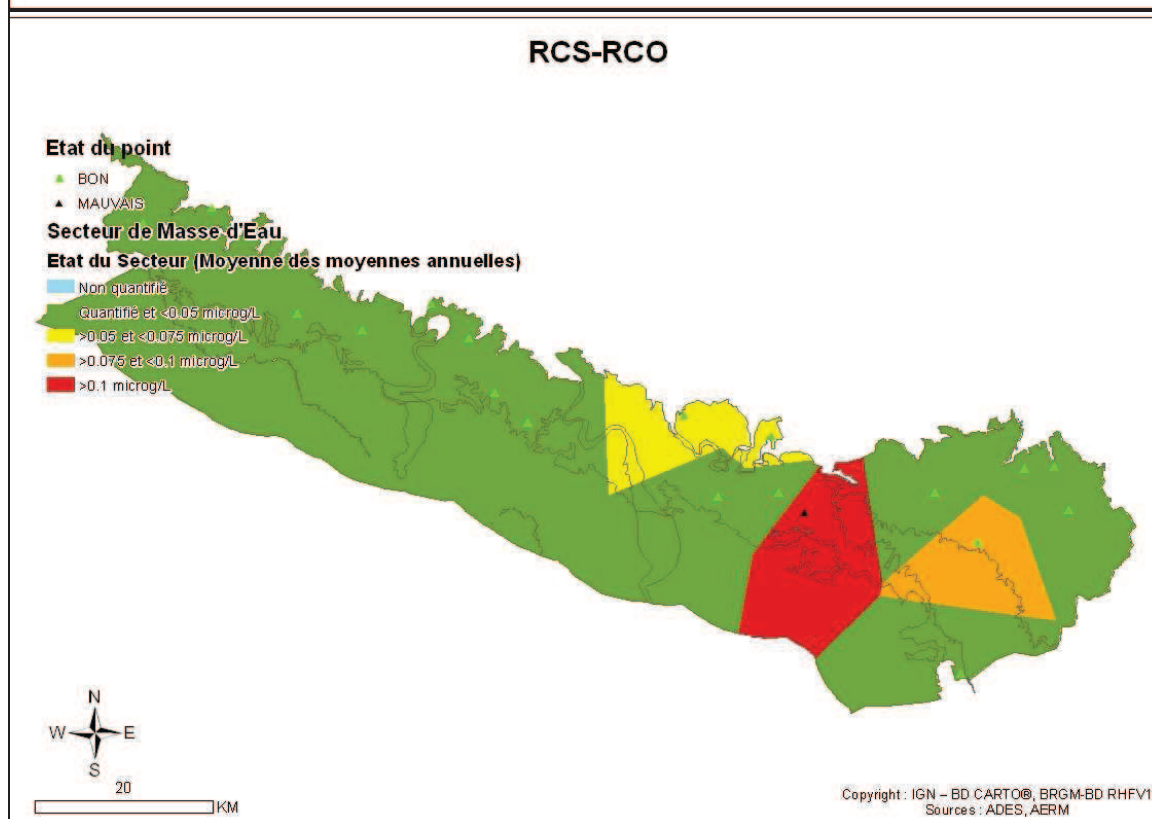 RCS-RCO
Etat du point
BON
MAUVAIS
Secteur de Masse d'Eau
Etat du Secteur (Moyenne des moyennes annuelles)
Non quantifié
Quantifié et <0.05 microg/L
>0.05 et <0.075 microg/L
>0.075 et <0.1 microg/L
>0.1 microg/L
N
W E
S
20
KM
Copyright : IGN – BD CARTO®, BRGM-BD RHFV1
Sources : ADES, AERM